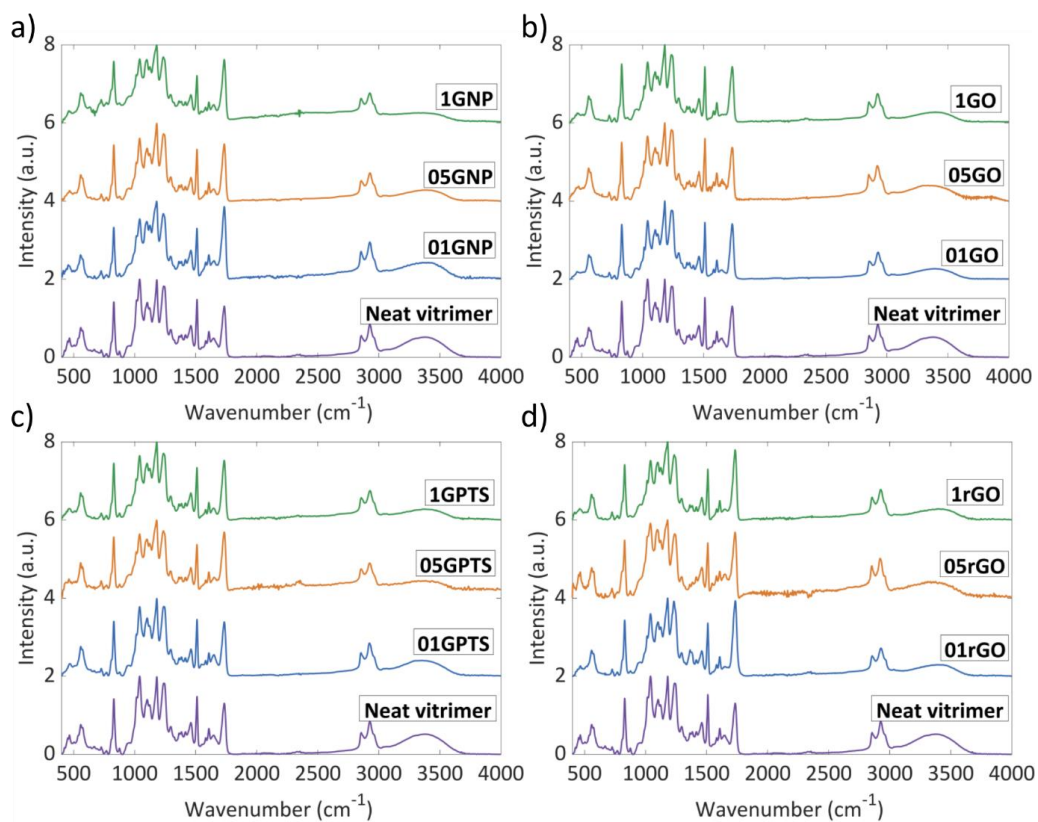 a)
8
1GNP
6
05GNP
4
01GNP
2
Neat vitrimer
0
500 1000 1500 2000 2500 3000 3500 4000
Wavenumber (cm-1)
Intensity (a.u.)
b)
8
1GO
6
05GO
4
01GO
2
Neat vitrimer
0
500 1000 1500 2000 2500 3000 3500 4000
Wavenumber (cm-1)
Intensity (a.u.)
c)
8
1GPTS
6
05GPTS
4
01GPTS
2
Neat vitrimer
0
500 1000 1500 2000 2500 3000 3500 4000
Wavenumber (cm-1)
Intensity (a.u.)
d)
8
1rGO
6
05rGO
4
01rGO
2
Neat vitrimer
0
500 1000 1500 2000 2500 3000 3500 4000
Wavenumber (cm-1)
Intensity (a.u.)